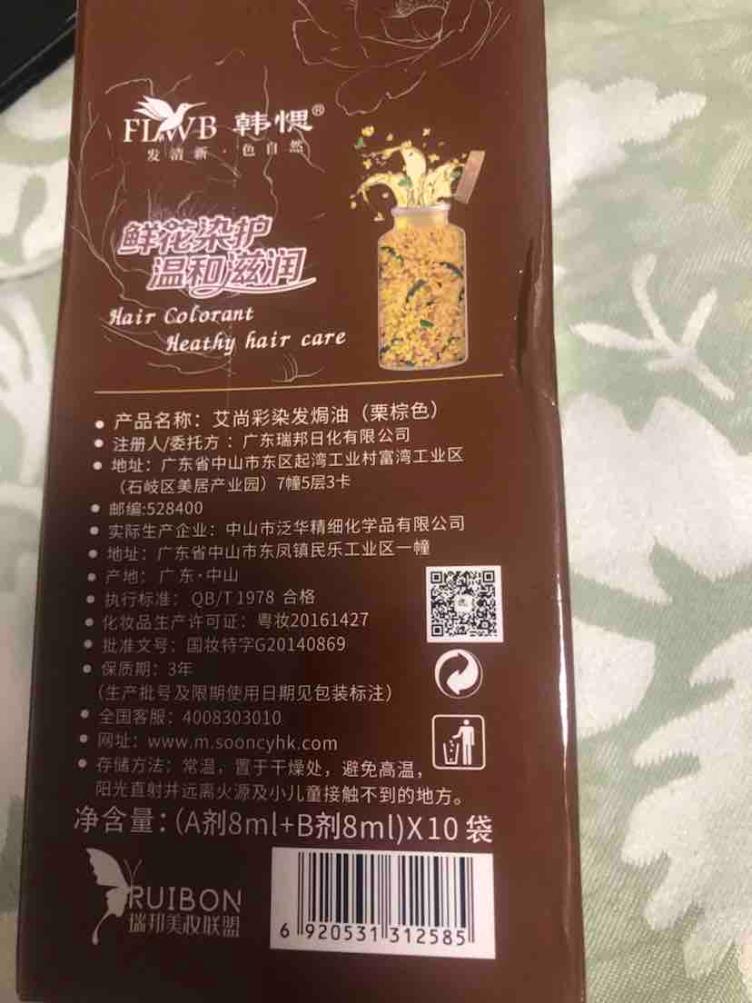 FLWB 韩愢®
发清新·色自然
鲜花染护
温和滋润
Hair Colorant
Heathy hair care
产品名称：艾尚彩染发焗油（栗棕色）
注册人/委托方：广东瑞邦日化有限公司
地址：广东省中山市东区起湾工业村富湾工业区
（石岐区美居产业园）7幢5层3卡
邮编:528400
实际生产企业：中山市泛华精细化学品有限公司
地址：广东省中山市东凤镇民乐工业区一幢
产地：广东·中山
执行标准：QB/T 1978 合格
化妆品生产许可证：粤妆20161427
批准文号：国妆特字G20140869
保质期：3年
（生产批号及限期使用日期见包装标注）
全国客服：4008303010
网址：www.m.sooncyhk.com
存储方法：常温，置于干燥处，避免高温，
阳光直射并远离火源及小儿童接触不到的地方。
净含量：(A剂8ml+B剂8ml)X10 袋
RUIBON
瑞邦美妆联盟
6 920531 312585